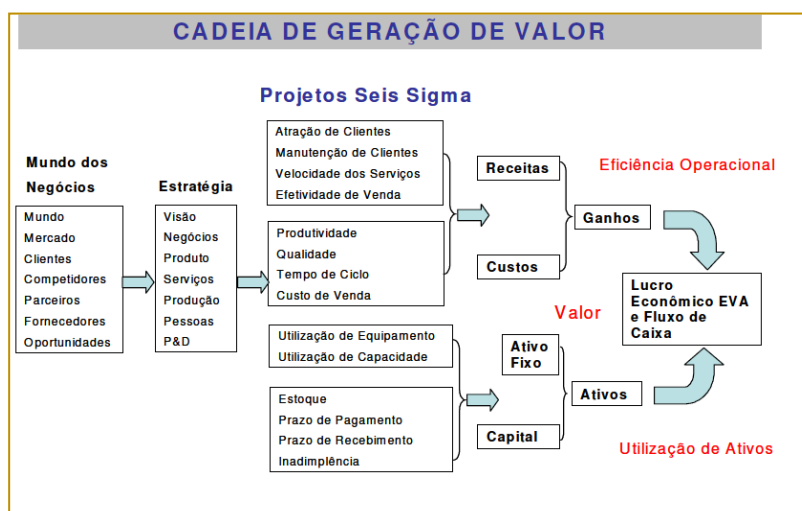 CADEIA DE GERAÇÃO DE VALOR
Projetos Seis Sigma
Mundo dos
Negócios
Mundo
Mercado
Clientes
Competidores
Parceiros
Fornecedores
Oportunidades
Estratégia
Visão
Negócios
Produto
Serviços
Produção
Pessoas
P&D
Atração de Clientes
Manutenção de Clientes
Velocidade dos Serviços
Efetividade de Venda
Produtividade
Qualidade
Tempo de Ciclo
Custo de Venda
Utilização de Equipamento
Utilização de Capacidade
Estoque
Prazo de Pagamento
Prazo de Recebimento
Inadimplência
Receitas
Custos
Ativo
Fixo
Capital
Ganhos
Ativos
Eficiência Operacional
Valor
Lucro
Econômico EVA
e Fluxo de
Caixa
Utilização de Ativos